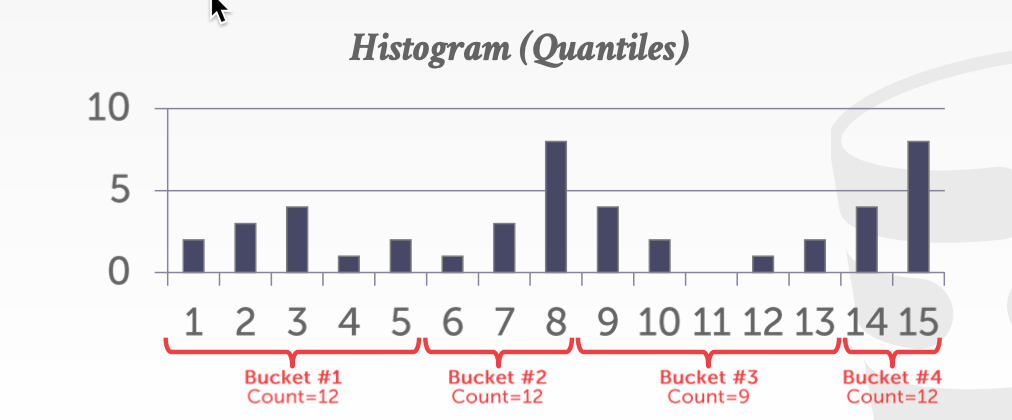 Histogram (Quantiles)
10
5
0
1 2 3 4 5 6 7 8 9 10 11 12 13 14 15
Bucket #1 Bucket #2 Bucket #3 Bucket #4
Count=12 Count=12 Count=9 Count=12